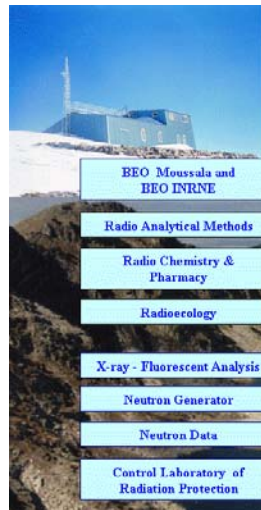 BEO Moussala and
BEO INRNE
Radio Analytical Methods
Radio Chemistry &
Pharmacy
Radioecology
X-ray - Fluorescent Analysis
Neutron Generator
Neutron Data
Control Laboratory of
Radiation Protection